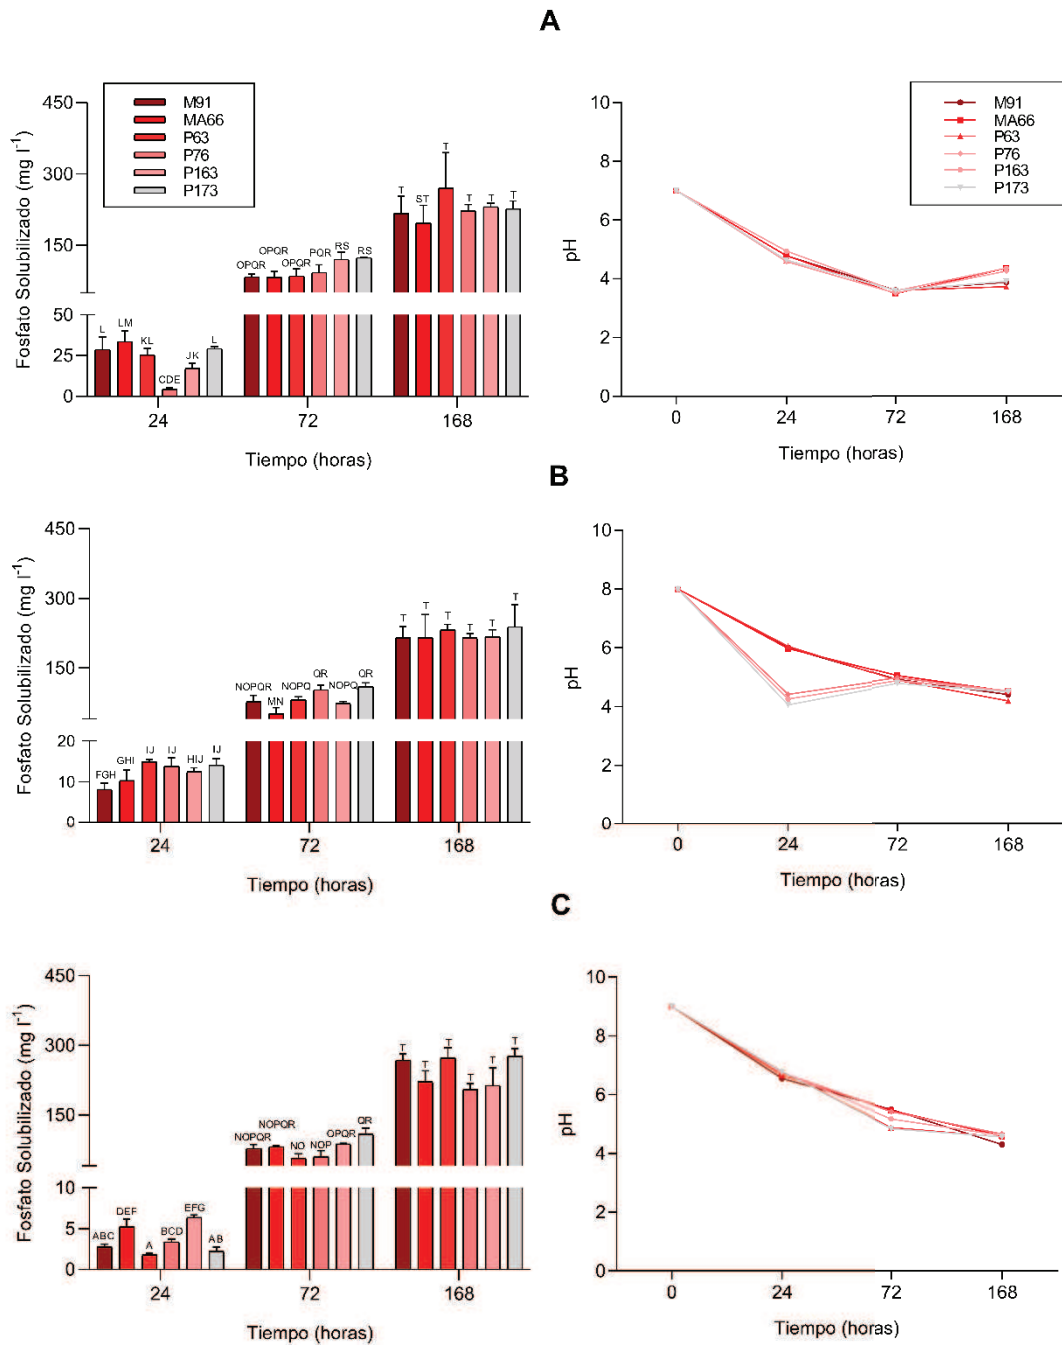 A
Fosfato Solubilizado (mg l⁻¹)
450
300
150
50
25
0
M91
MA66
P63
P76
P163
P173
L LM KL CDE JK L
OPQR OPQR OPQR PQR RS RS
T ST T T T T
24 72 168
Tiempo (horas)
pH
10
8
6
4
2
0
M91
MA66
P63
P76
P163
P173
0 24 72 168
Tiempo (horas)
B
Fosfato Solubilizado (mg l⁻¹)
450
300
150
20
10
0
FGH GHI IJ IJ HIJ IJ
NOPQR MN NOPQ QR NOPQ QR
T T T T T T
24 72 168
Tiempo (horas)
pH
10
8
6
4
2
0
0 24 72 168
Tiempo (horas)
C
Fosfato Solubilizado (mg l⁻¹)
450
300
150
10
5
0
ABC DEF A BCD EFG AB
NOPQR NOPQR NO NOP OPQR QR
T T T T T T
24 72 168
Tiempo (horas)
pH
10
8
6
4
2
0
0 24 72 168
Tiempo (horas)